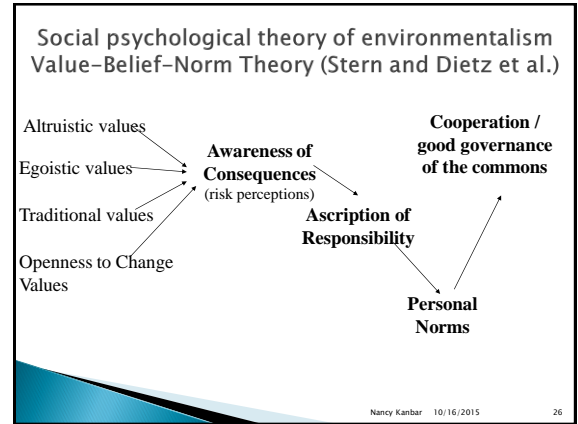 Social psychological theory of environmentalism
Value-Belief-Norm Theory (Stern and Dietz et al.)
Altruistic values
Egoistic values
Traditional values
Openness to Change
Values
Awareness of
Consequences
(risk perceptions)
Ascription of
Responsibility
Personal
Norms
Cooperation /
good governance
of the commons
Nancy Kanbar 10/16/2015 26